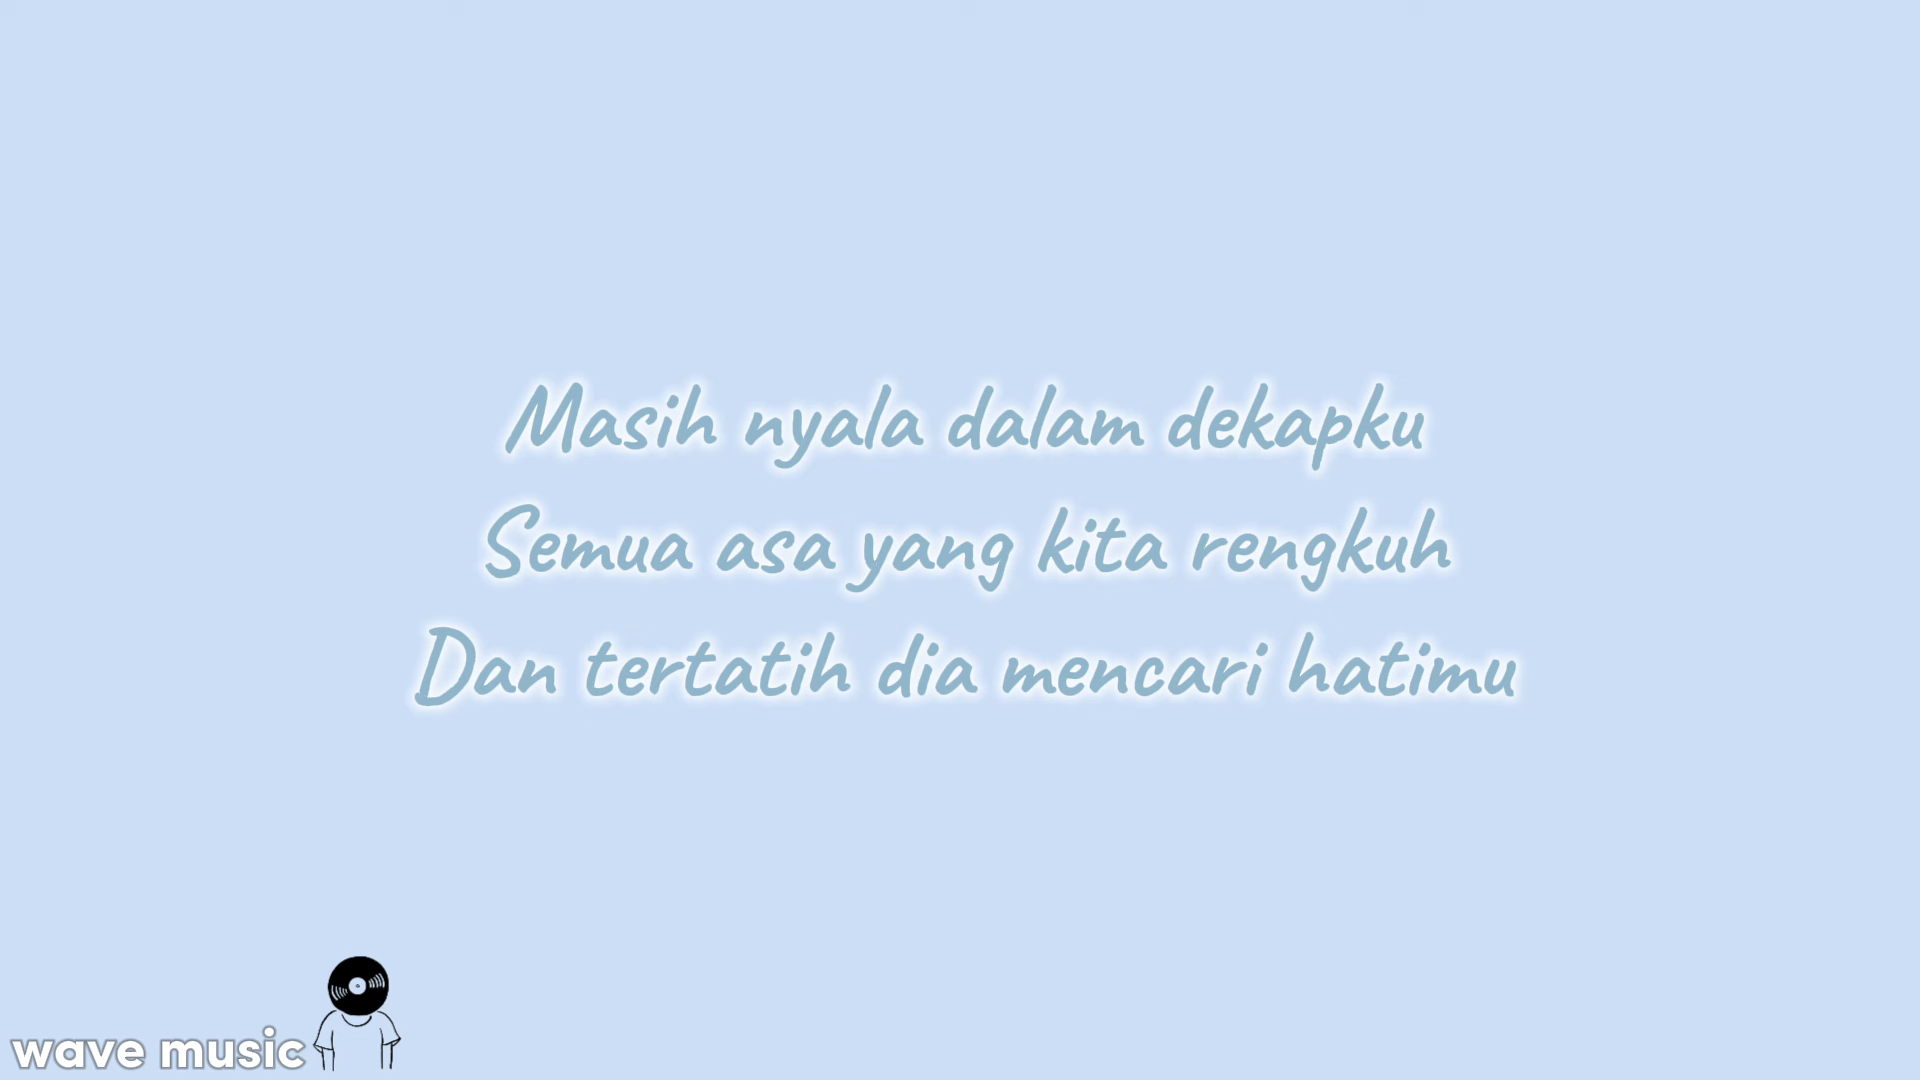 Masih nyala dalam dekapku
Semua asa yang kita rengkuh
Dan tertatih dia mencari hatimu
wave music